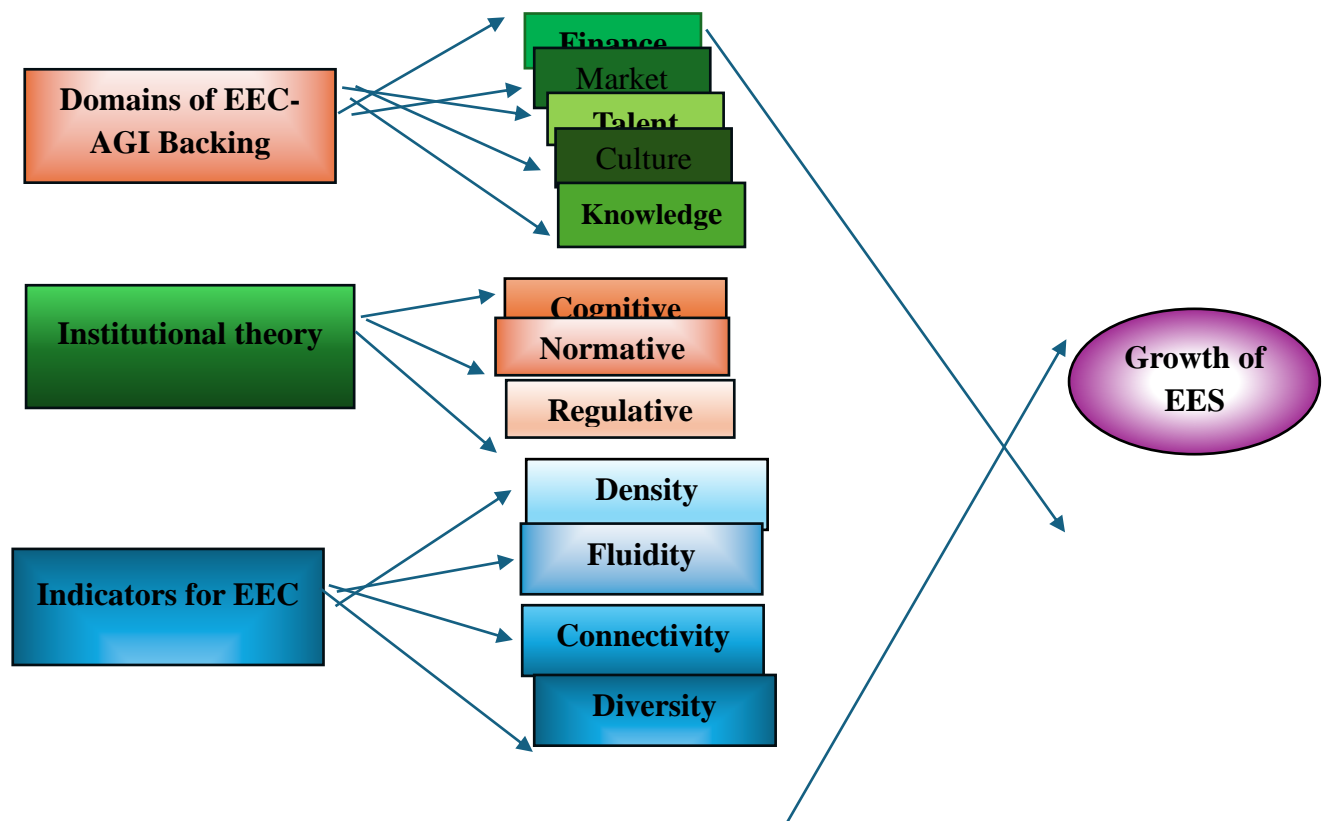 Finance
Market
Domains of EEC-
AGI Backing
Talent
Culture
Knowledge
Institutional theory
Cognitive
Normative
Regulative
Growth of
EES
Density
Fluidity
Indicators for EEC
Connectivity
Diversity